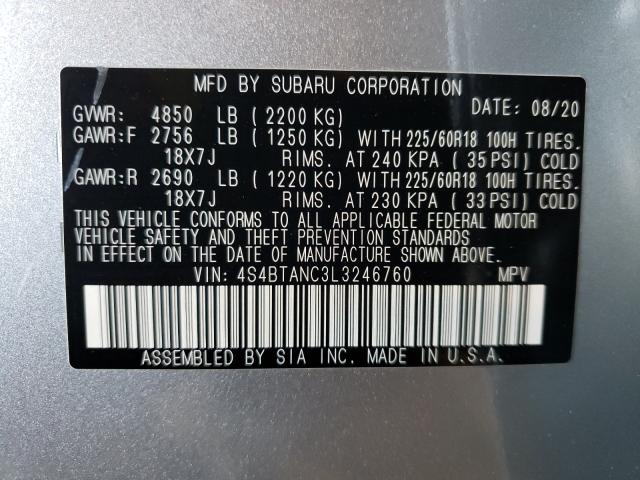 MFD BY SUBARU CORPORATION
GVWR: 4850 LB ( 2200 KG) DATE: 08/20
GAWR:F 2756 LB ( 1250 KG) WITH 225/60R18 100H TIRES.
18X7J RIMS. AT 240 KPA ( 35 PSI) COLD
GAWR:R 2690 LB ( 1220 KG) WITH 225/60R18 100H TIRES.
18X7J RIMS. AT 230 KPA ( 33 PSI) COLD
THIS VEHICLE CONFORMS TO ALL APPLICABLE FEDERAL MOTOR
VEHICLE SAFETY AND THEFT PREVENTION STANDARDS
IN EFFECT ON THE DATE OF MANUFACTURE SHOWN ABOVE.
VIN: 4S4BTANC3L3246760 MPV
ASSEMBLED BY SIA INC. MADE IN U.S.A.